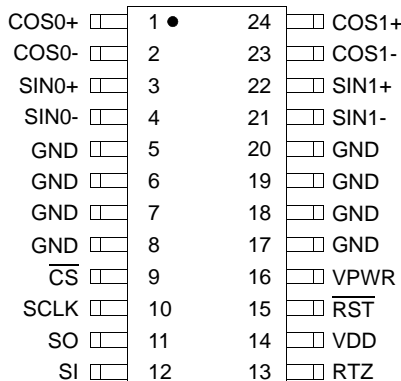 COS0+ 1 24 COS1+
COS0- 2 23 COS1-
SIN0+ 3 22 SIN1+
SIN0- 4 21 SIN1-
GND 5 20 GND
GND 6 19 GND
GND 7 18 GND
GND 8 17 GND
CS 9 16 VPWR
SCLK 10 15 RST
SO 11 14 VDD
SI 12 13 RTZ